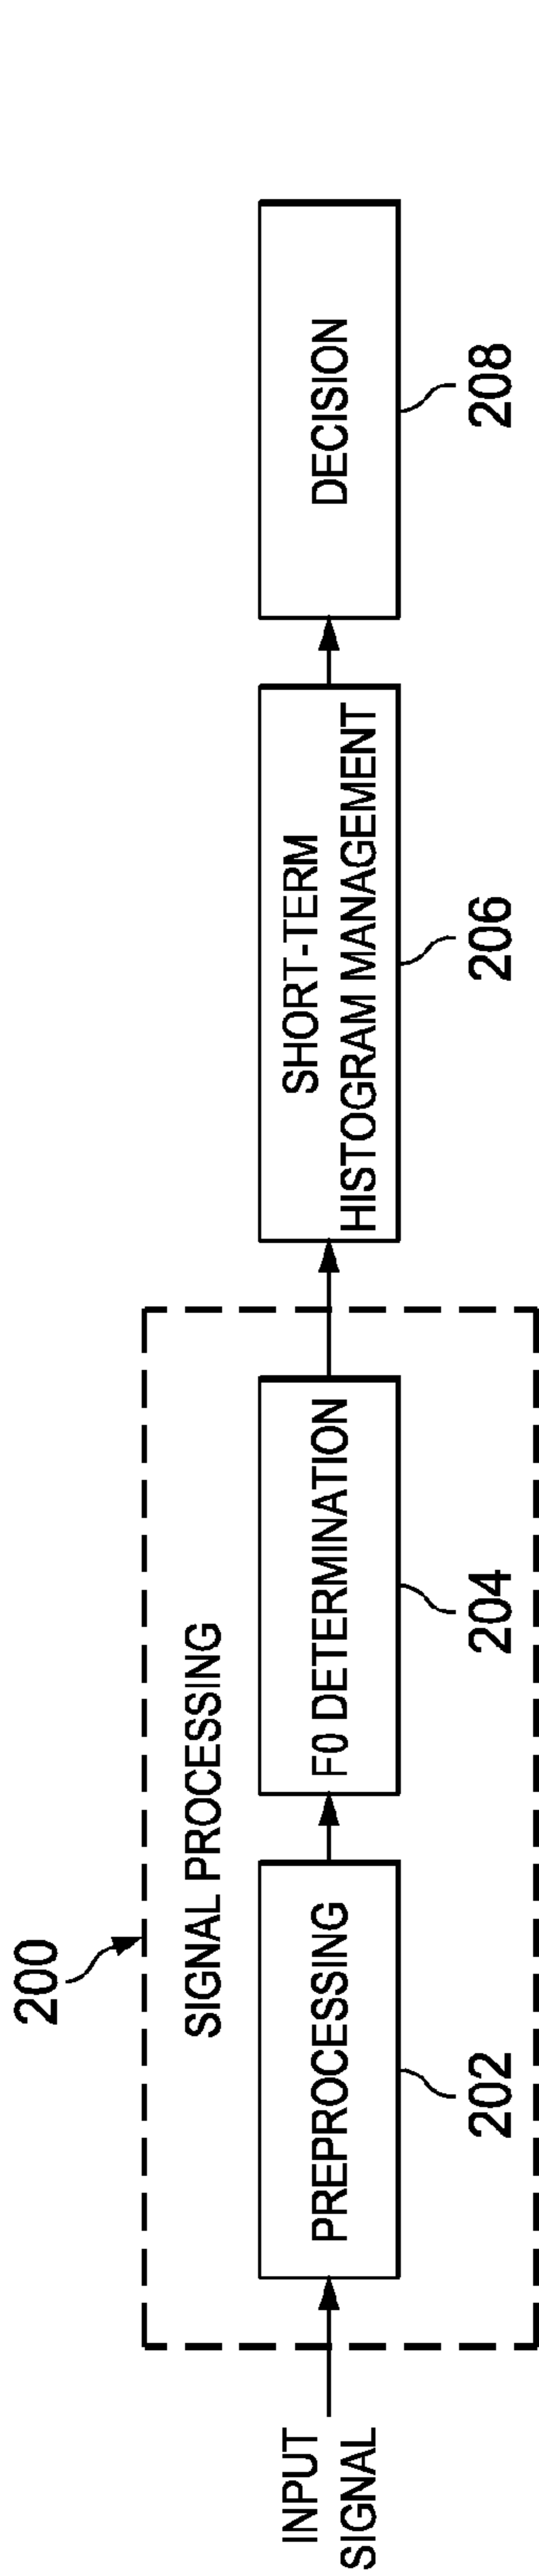 200
SIGNAL PROCESSING
INPUT
SIGNAL
PREPROCESSING
F0 DETERMINATION
SHORT-TERM
HISTOGRAM MANAGEMENT
DECISION
202
204
206
208